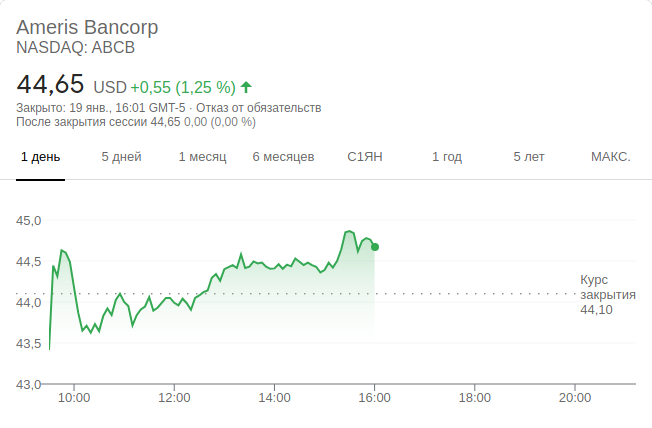 Ameris Bancorp
NASDAQ: ABCB
44,65 USD +0,55 (1,25 %)
Закрыто: 19 янв., 16:01 GMT-5 · Отказ от обязательств
После закрытия сессии 44,65 0,00 (0,00 %)
1 день 5 дней 1 месяц 6 месяцев С1ЯН 1 год 5 лет МАКС.
45,0
44,5
44,0
43,5
43,0
Курс
закрытия
44,10
10:00 12:00 14:00 16:00 18:00 20:00